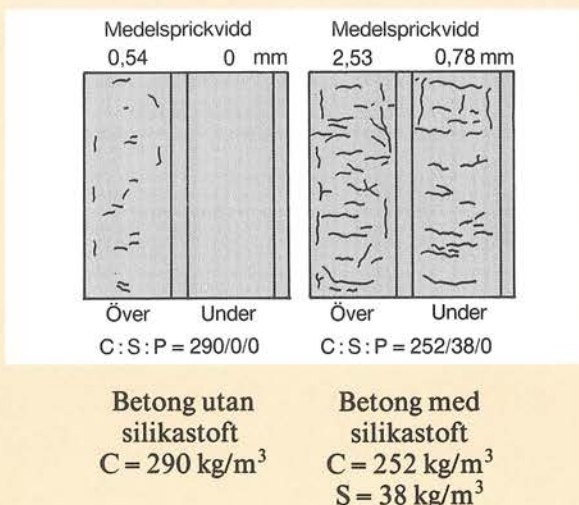 Medelsprickvidd
0,54 0 mm
Över Under
C:S:P = 290/0/0
Medelsprickvidd
2,53 0,78 mm
Över Under
C:S:P = 252/38/0
Betong utan
silikastoft
C = 290 kg/m³
Betong med
silikastoft
C = 252 kg/m³
S = 38 kg/m³